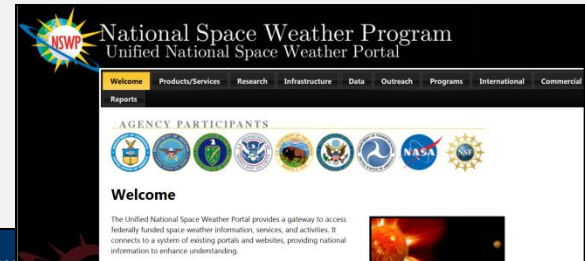 NSWP
National Space Weather Program
Unified National Space Weather Portal
Welcome Products/Services Research Infrastructure Data Outreach Programs International Commercial
Reports
AGENCY PARTICIPANTS
NASA
NSF
Welcome
The Unified National Space Weather Portal provides a gateway to access
federally funded space weather information, services, and activities. It
connects to a system of existing portals and websites, providing national
information to enhance understanding.